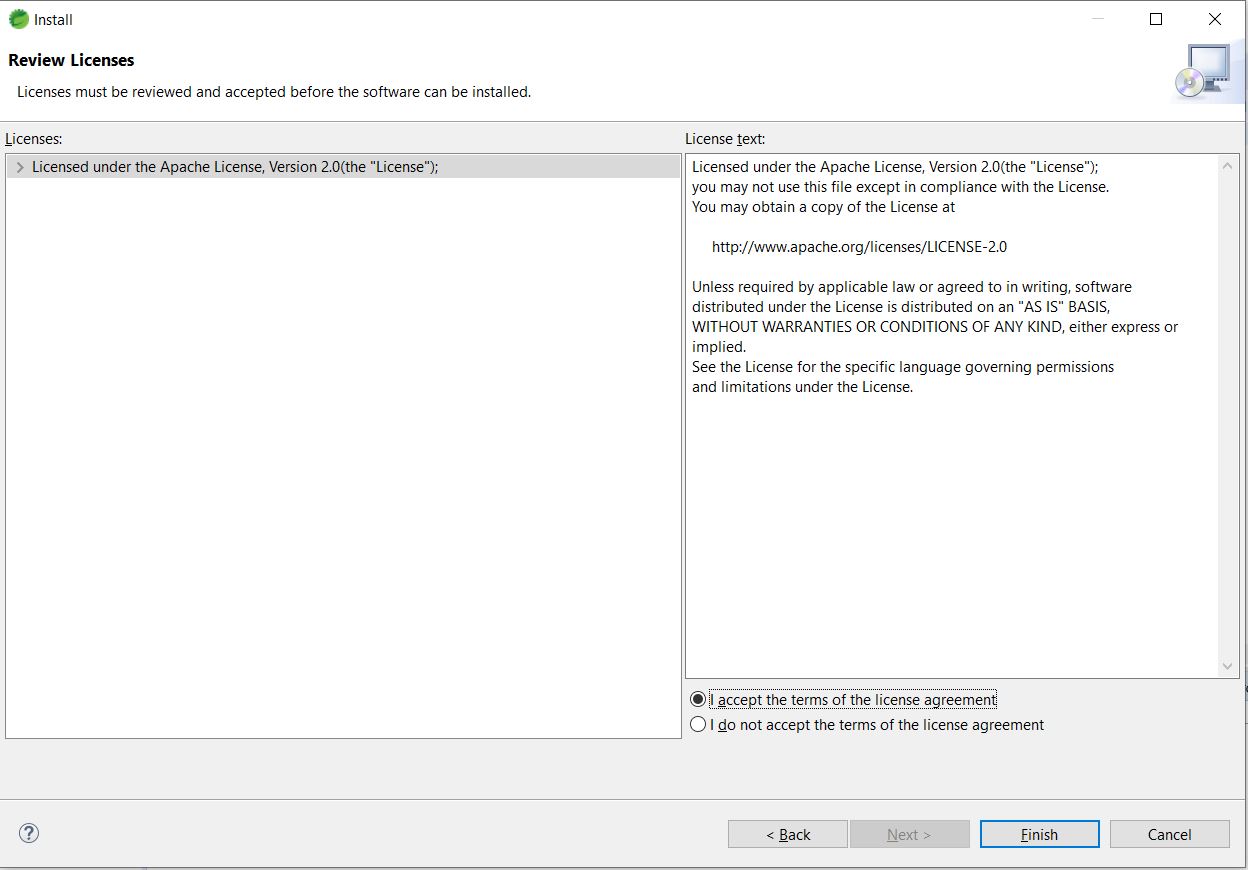 Install
Review Licenses
Licenses must be reviewed and accepted before the software can be installed.
Licenses:
Licensed under the Apache License, Version 2.0(the "License");
License text:
Licensed under the Apache License, Version 2.0(the "License");
you may not use this file except in compliance with the License.
You may obtain a copy of the License at
http://www.apache.org/licenses/LICENSE-2.0
Unless required by applicable law or agreed to in writing, software
distributed under the License is distributed on an "AS IS" BASIS,
WITHOUT WARRANTIES OR CONDITIONS OF ANY KIND, either express or
implied.
See the License for the specific language governing permissions
and limitations under the License.
I accept the terms of the license agreement
I do not accept the terms of the license agreement
?
< Back
Next >
Finish
Cancel